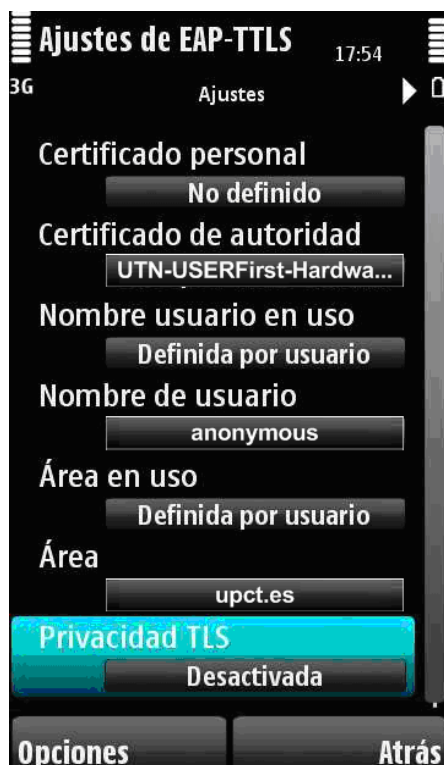 Ajustes de EAP-TTLS
17:54
3G
Ajustes
Certificado personal
No definido
Certificado de autoridad
UTN-USERFirst-Hardwa...
Nombre usuario en uso
Definida por usuario
Nombre de usuario
anonymous
Área en uso
Definida por usuario
Área
upct.es
Privacidad TLS
Desactivada
Opciones
Atrás